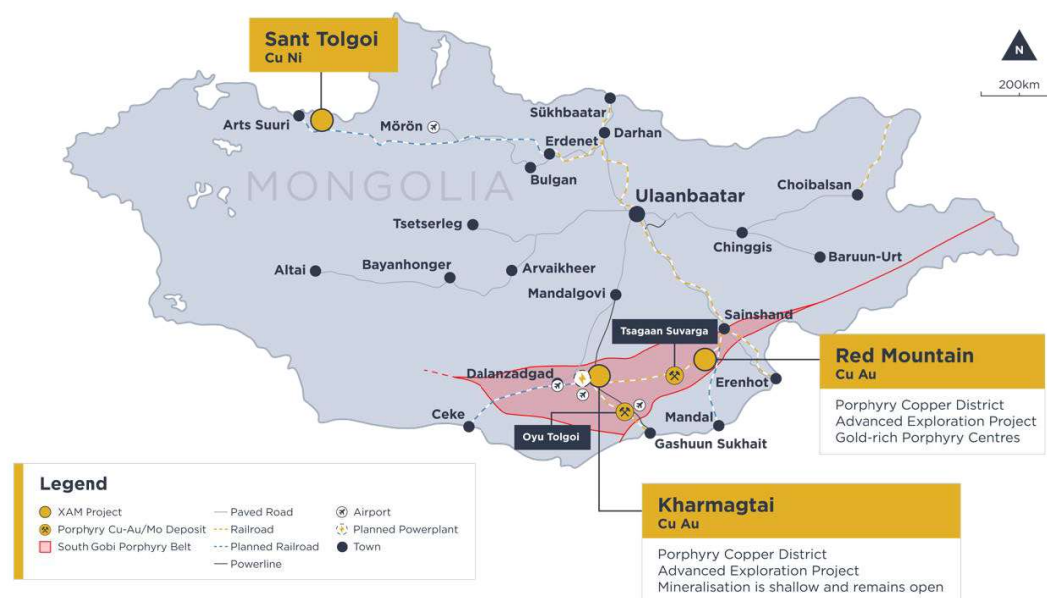 Sant Tolgoi
Cu Ni
N
200km
Arts Suuri
Mörön
Sükhbaatar
Darhan
Erdenet
Bulgan
MONGOLIA
Ulaanbaatar
Choibalsan
Tsetserleg
Chinggis
Baruun-Urt
Altai
Bayanhonger
Arvaikheer
Mandalgovi
Sainshand
Tsagaan Suvarga
Dalanzadgad
Erenhot
Ceke
Mandal
Oyu Tolgoi
Gashuun Sukhait
Red Mountain
Cu Au
Porphyry Copper District
Advanced Exploration Project
Gold-rich Porphyry Centres
Kharmagtai
Cu Au
Porphyry Copper District
Advanced Exploration Project
Mineralisation is shallow and remains open
Legend
XAM Project
Porphyry Cu-Au/Mo Deposit
South Gobi Porphyry Belt
Paved Road
Railroad
Planned Railroad
Powerline
Airport
Planned Powerplant
Town